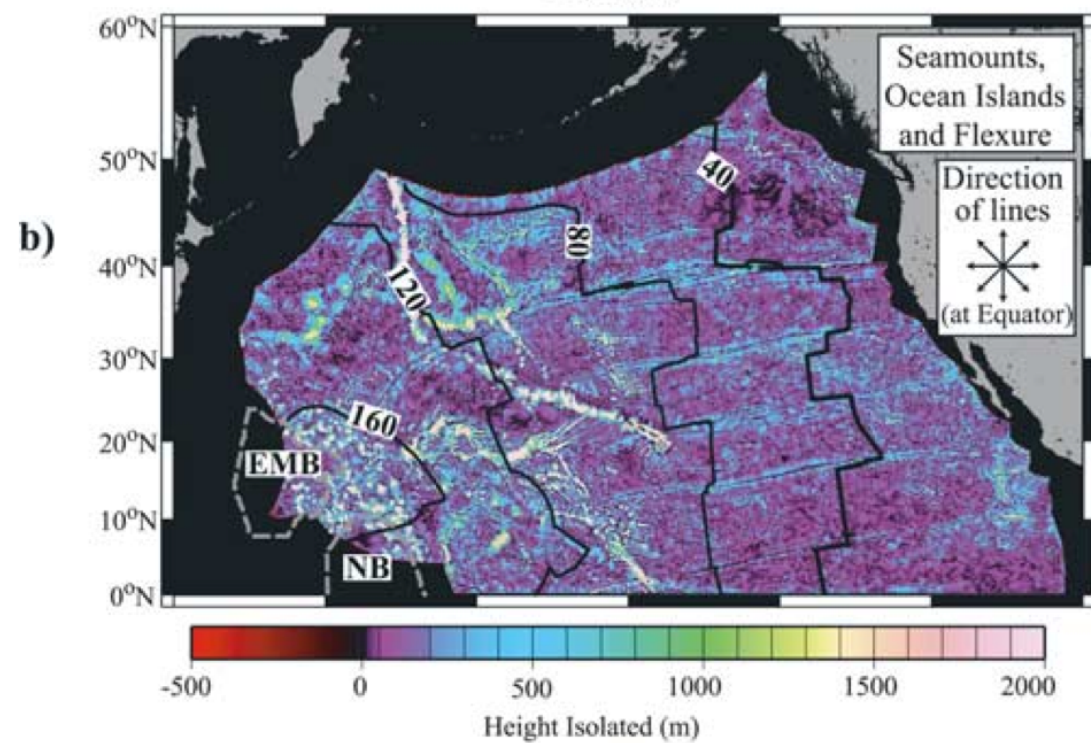 b)
60°N
50°N
40°N
30°N
20°N
10°N
0°N
Seamounts,
Ocean Islands
and Flexure
Direction
of lines
(at Equator)
40
80
120
160
EMB
NB
-500 0 500 1000 1500 2000
Height Isolated (m)